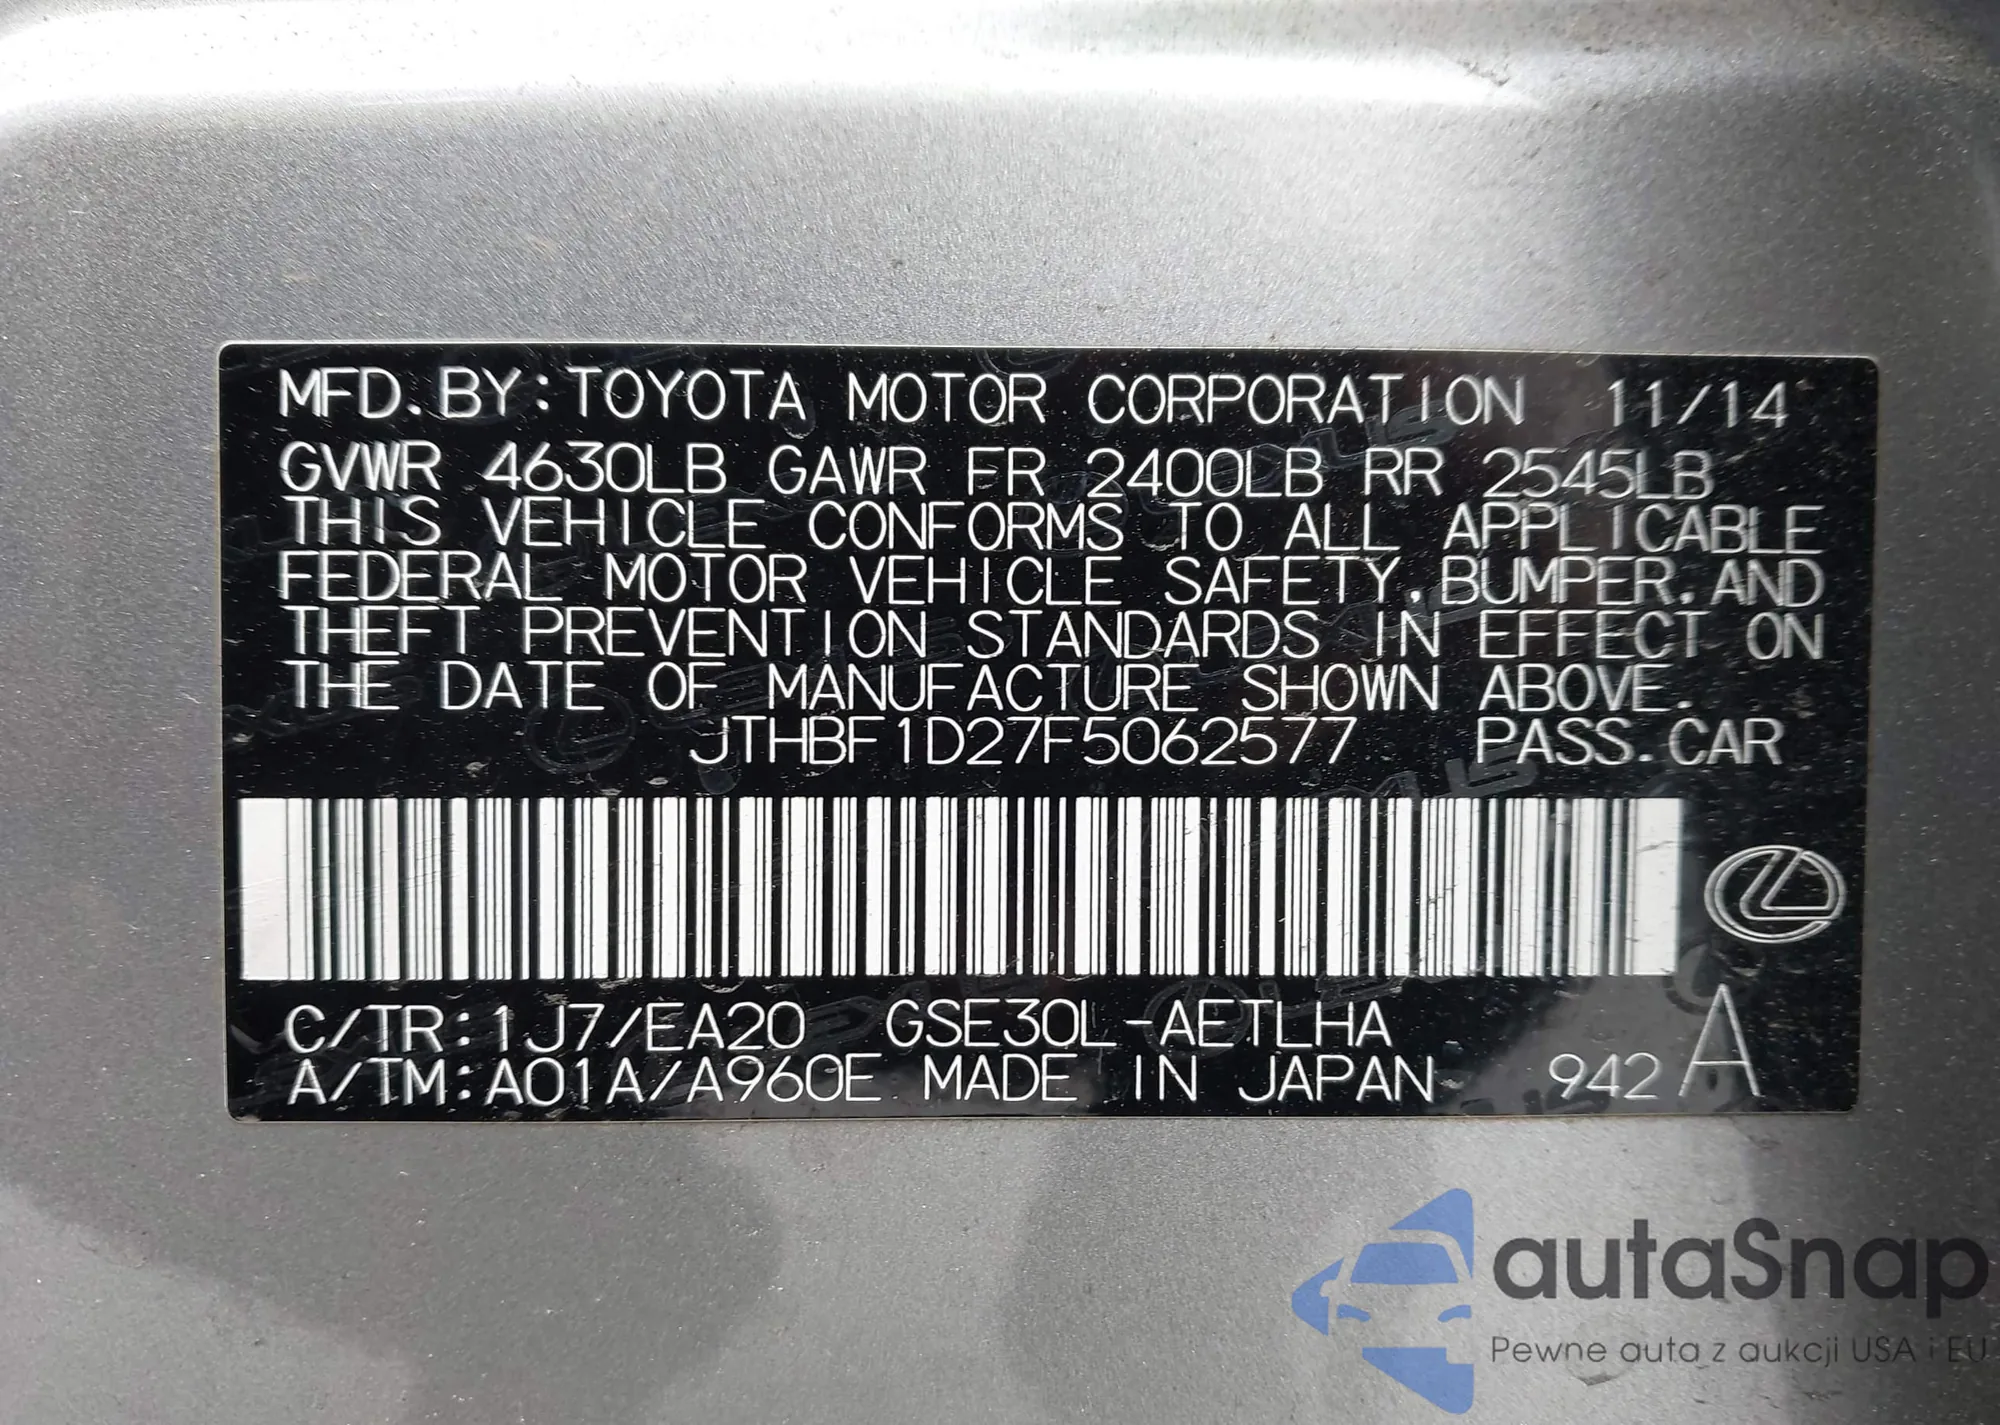 MFD. BY: TOYOTA MOTOR CORPORATION 11/14
GVWR 4630LB GAWR FR 2400LB RR 2545LB
THIS VEHICLE CONFORMS TO ALL APPLICABLE
FEDERAL MOTOR VEHICLE SAFETY, BUMPER, AND
THEFT PREVENTION STANDARDS IN EFFECT ON
THE DATE OF MANUFACTURE SHOWN ABOVE.
JTHBF1D27F5062577 PASS. CAR
C/TR: 1J7/EA20 GSE30L-AETLHA
A/TM: A01A/A960E MADE IN JAPAN 942 A
autaSnap
Pewne auta z aukcji USA i EU